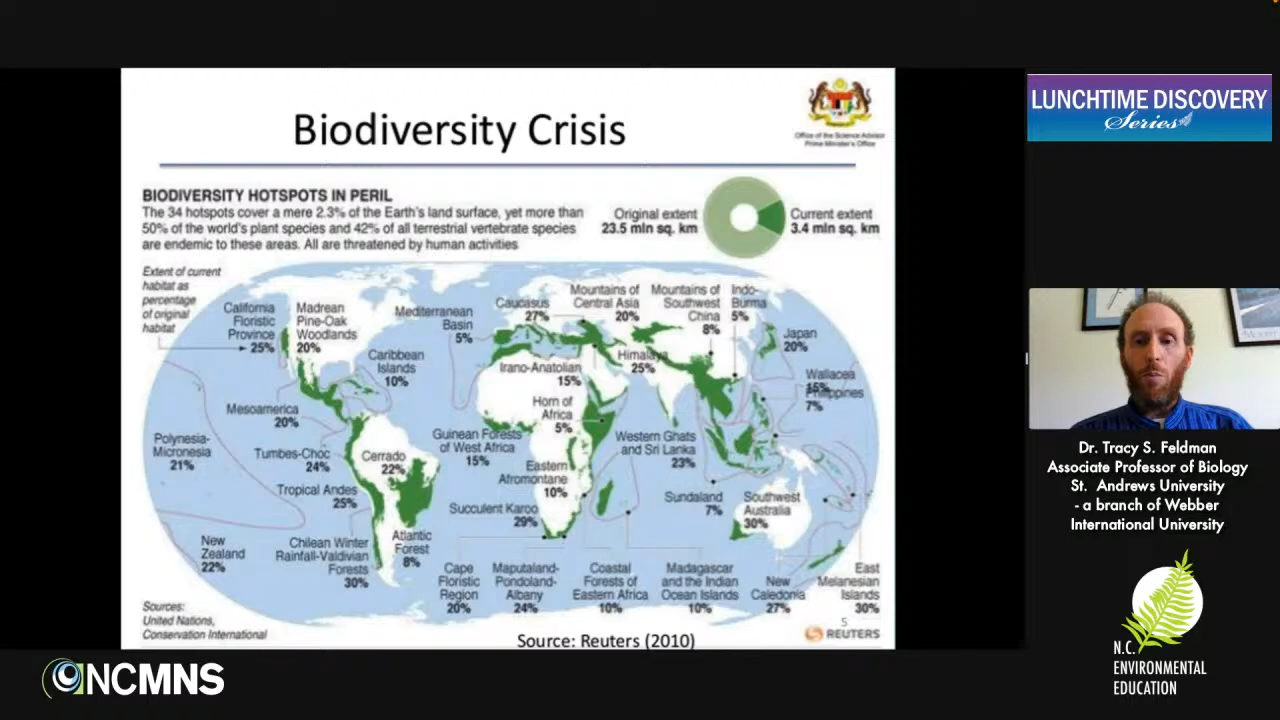 Biodiversity Crisis
Office of the Science Advisor
Prime Minister's Office
BIODIVERSITY HOTSPOTS IN PERIL
The 34 hotspots cover a mere 2.3% of the Earth's land surface, yet more than
50% of the world's plant species and 42% of all terrestrial vertebrate species
are endemic to these areas. All are threatened by human activities
Original extent
23.5 mln sq. km
Current extent
3.4 mln sq. km
Extent of current
habitat as
percentage
of original
habitat
California
Floristic
Province
25%
Madrean
Pine-Oak
Woodlands
20%
Caribbean
Islands
10%
Mediterranean
Basin
5%
Caucasus
27%
Mountains of
Central Asia
20%
Mountains of
Southwest
China
8%
Indo-
Burma
5%
Japan
20%
Himalaya
25%
Irano-Anatolian
15%
Wallacea
15%
Philippines
7%
Mesoamerica
20%
Horn of
Africa
5%
Polynesia-
Micronesia
21%
Tumbes-Choc
24%
Cerrado
22%
Guinean Forests
of West Africa
15%
Western Ghats
and Sri Lanka
23%
Eastern
Afromontane
10%
Tropical Andes
25%
Succulent Karoo
29%
Sundaland
7%
Southwest
Australia
30%
New
Zealand
22%
Chilean Winter
Rainfall-Valdivian
Forests
30%
Atlantic
Forest
8%
Cape
Floristic
Region
20%
Maputaland-
Pondoland-
Albany
24%
Coastal
Forests of
Eastern Africa
10%
Madagascar
and the Indian
Ocean Islands
10%
New
Caledonia
27%
East
Melanesian
Islands
30%
Sources:
United Nations,
Conservation International
5
REUTERS
Source: Reuters (2010)
LUNCHTIME DISCOVERY
Series
Dr. Tracy S. Feldman
Associate Professor of Biology
St. Andrews University
- a branch of Webber
International University
NCMNS
N.C.
ENVIRONMENTAL
EDUCATION